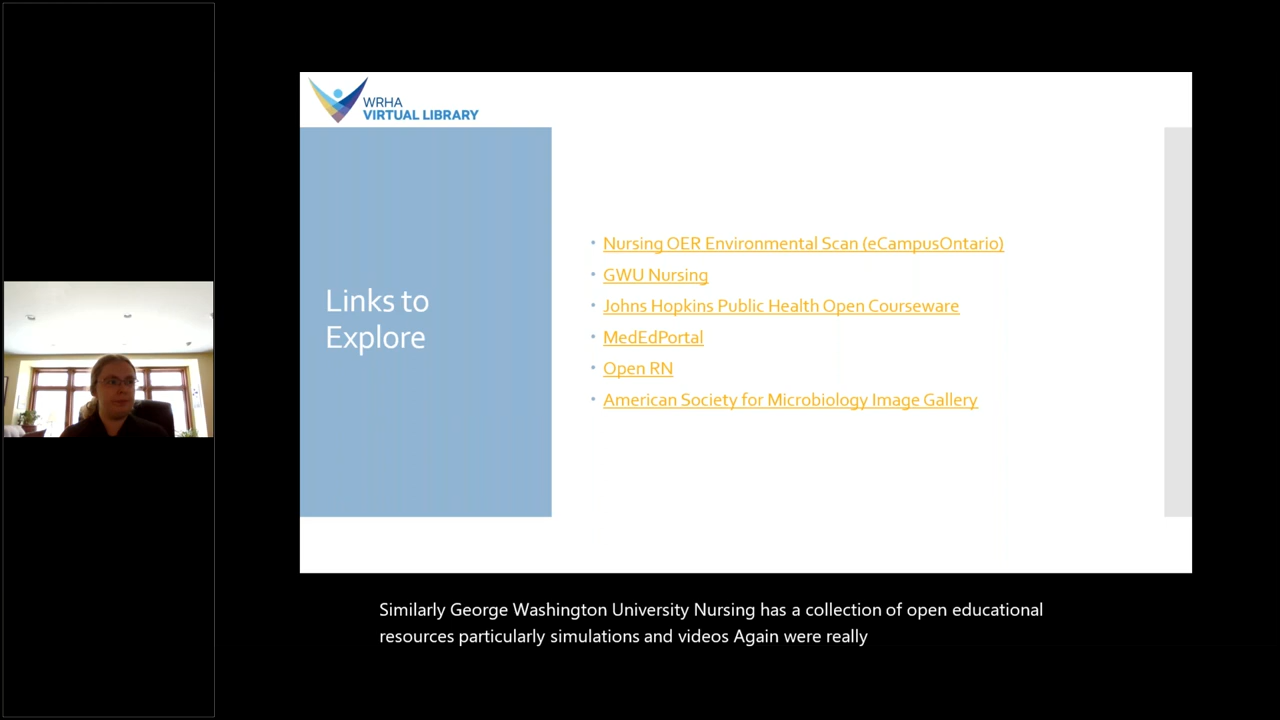 WRHA
VIRTUAL LIBRARY
Links to
Explore
• Nursing OER Environmental Scan (eCampusOntario)
• GWU Nursing
• Johns Hopkins Public Health Open Courseware
• MedEdPortal
• Open RN
• American Society for Microbiology Image Gallery
Similarly George Washington University Nursing has a collection of open educational
resources particularly simulations and videos Again were really